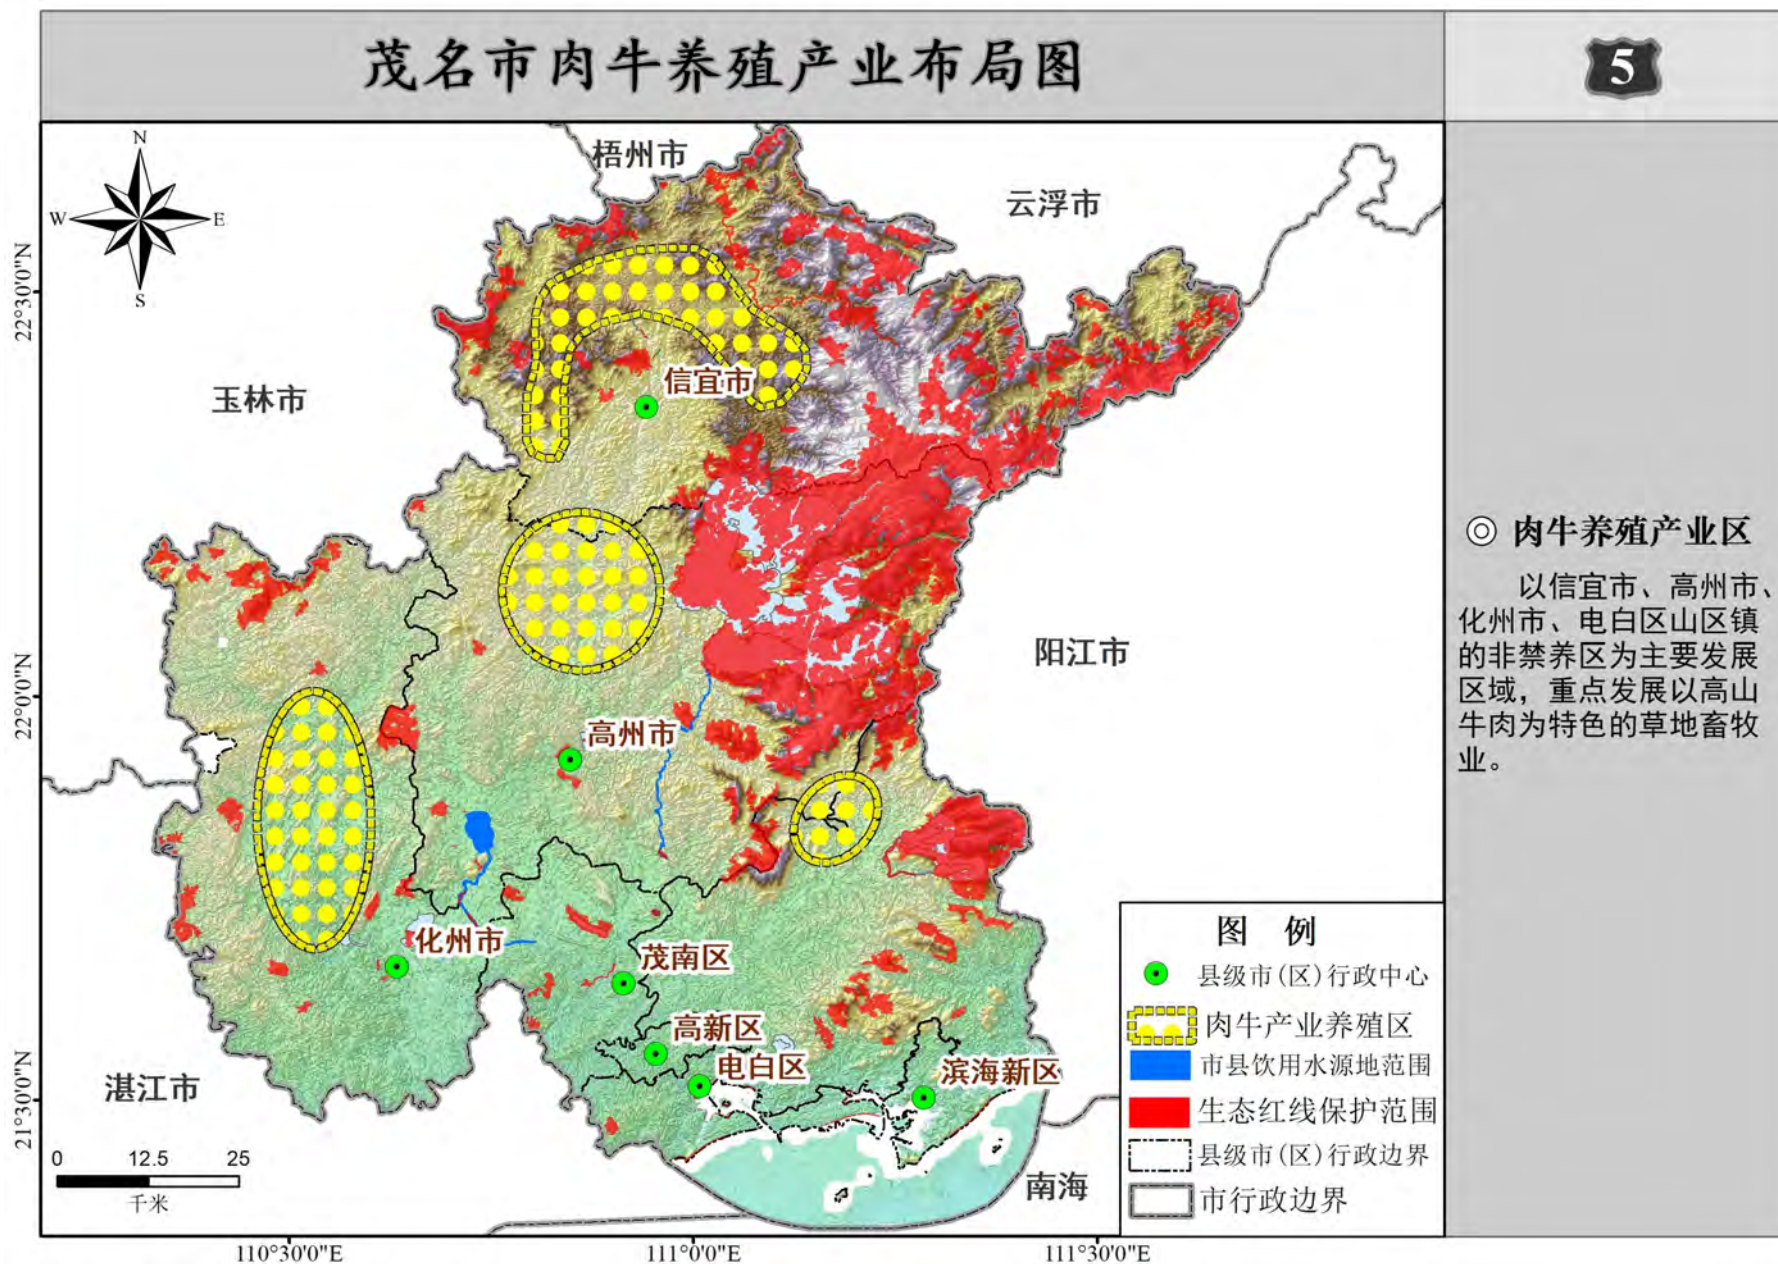 茂名市肉牛养殖产业布局图
5
N
W
E
S
梧州市
云浮市
玉林市
阳江市
湛江市
南海
信宜市
高州市
化州市
茂南区
高新区
电白区
滨海新区
22°30'0"N
22°0'0"N
21°30'0"N
110°30'0"E
111°0'0"E
111°30'0"E
0 12.5 25
千米
图 例
县级市(区)行政中心
肉牛产业养殖区
市县饮用水源地范围
生态红线保护范围
县级市(区)行政边界
市行政边界
◎ 肉牛养殖产业区
以信宜市、高州市、
化州市、电白区山区镇
的非禁养区为主要发展
区域，重点发展以高山
牛肉为特色的草地畜牧
业。